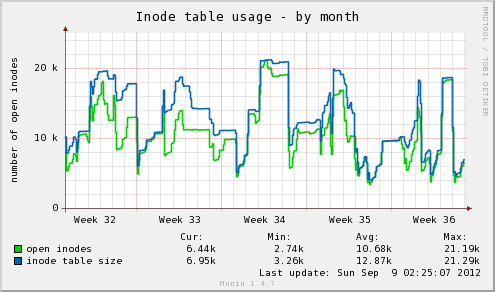 Inode table usage - by month
RRDTOOL / TOBI OETIKER
number of open inodes
20 k
10 k
0
Week 32 Week 33 Week 34 Week 35 Week 36
Cur: Min: Avg: Max:
open inodes 6.44k 2.74k 10.68k 21.19k
inode table size 6.95k 3.26k 12.87k 21.29k
Last update: Sun Sep 9 02:25:07 2012
Munin 1.4.7